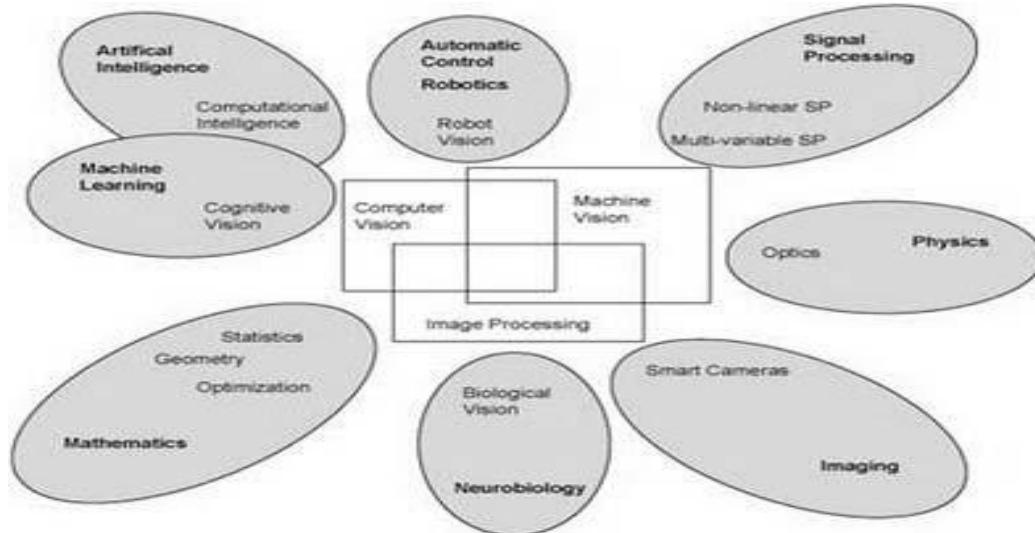 Artifical
Intelligence
Computational
Intelligence
Machine
Learning
Cognitive
Vision
Automatic
Control
Robotics
Robot
Vision
Signal
Processing
Non-linear SP
Multi-variable SP
Computer
Vision
Machine
Vision
Image Processing
Optics
Physics
Statistics
Geometry
Optimization
Mathematics
Biological
Vision
Neurobiology
Smart Cameras
Imaging